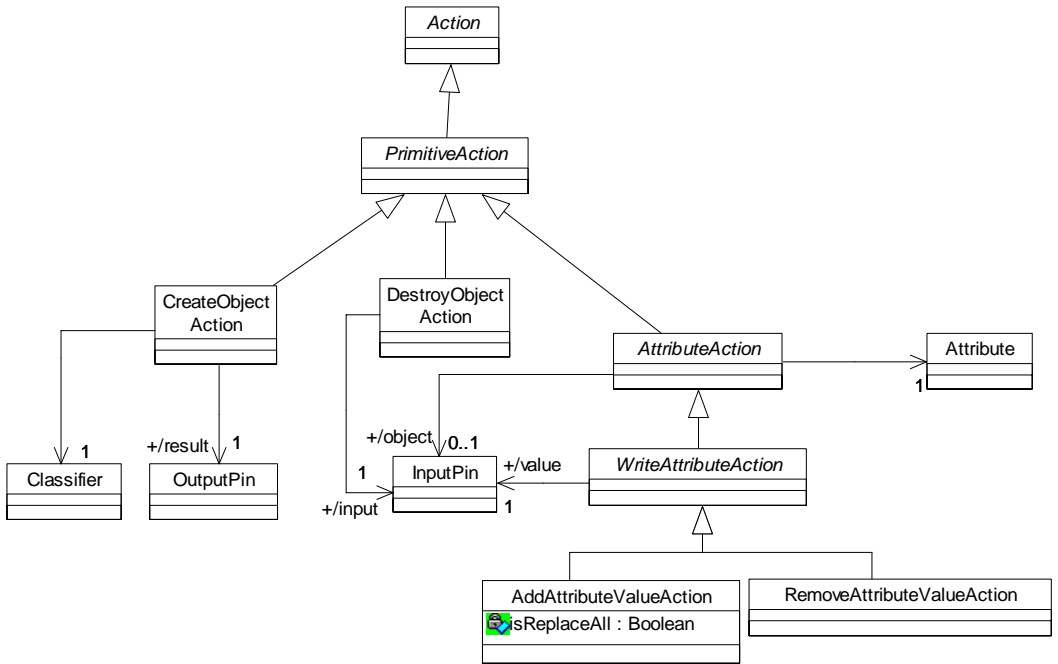 Action
PrimitiveAction
CreateObject
Action
DestroyObject
Action
AttributeAction
Attribute
1
+/object
0..1
+/result
1
1
Classifier
OutputPin
InputPin
1
+/input
+/value
1
WriteAttributeAction
AddAttributeValueAction
isReplaceAll : Boolean
RemoveAttributeValueAction